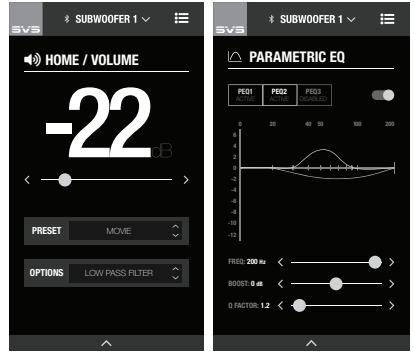 SVS
SUBWOOFER 1
HOME / VOLUME
-22
dB
PRESET MOVIE
OPTIONS LOW PASS FILTER
SVS
SUBWOOFER 1
PARAMETRIC EQ
PEQ1 PEQ2 PEQ3
ACTIVE ACTIVE DISABLED
0 20 40 50 100 200
6
4
2
0
-2
-4
-6
-8
-10
-12
FREQ: 200 Hz
BOOST: 0 dB
Q FACTOR: 1.2